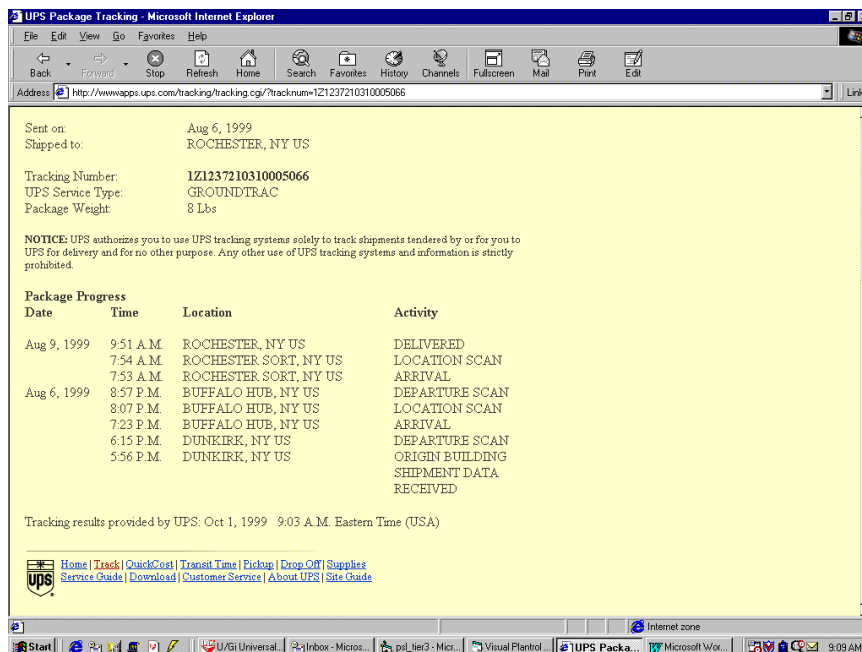 UPS Package Tracking - Microsoft Internet Explorer
File Edit View Go Favorites Help
Back Forward Stop Refresh Home Search Favorites History Channels Fullscreen Mail Print Edit
Address http://wwwapps.ups.com/tracking/tracking.cgi/?tracknum=1Z1237210310005066
Sent on: Aug 6, 1999
Shipped to: ROCHESTER, NY US
Tracking Number: 1Z1237210310005066
UPS Service Type: GROUNDTRAC
Package Weight: 8 Lbs
NOTICE: UPS authorizes you to use UPS tracking systems solely to track shipments tendered by or for you to
UPS for delivery and for no other purpose. Any other use of UPS tracking systems and information is strictly
prohibited.
Package Progress
Date Time Location Activity
Aug 9, 1999 9:51 A.M. ROCHESTER, NY US DELIVERED
7:54 A.M. ROCHESTER SORT, NY US LOCATION SCAN
7:53 A.M. ROCHESTER SORT, NY US ARRIVAL
Aug 6, 1999 8:57 P.M. BUFFALO HUB, NY US DEPARTURE SCAN
8:07 P.M. BUFFALO HUB, NY US LOCATION SCAN
7:23 P.M. BUFFALO HUB, NY US ARRIVAL
6:15 P.M. DUNKIRK, NY US DEPARTURE SCAN
5:56 P.M. DUNKIRK, NY US ORIGIN BUILDING
SHIPMENT DATA
RECEIVED
Tracking results provided by UPS: Oct 1, 1999 9:03 A.M. Eastern Time (USA)
Home | Track | QuickCost | Transit Time | Pickup | Drop Off | Supplies
ups Service Guide | Download | Customer Service | About UPS | Site Guide
Internet zone
Start U/Gi Universal... Inbox - Micros... psl_tier3 - Micr... Visual Plantrol ... UPS Packa... Microsoft Wor... 9:09 AM